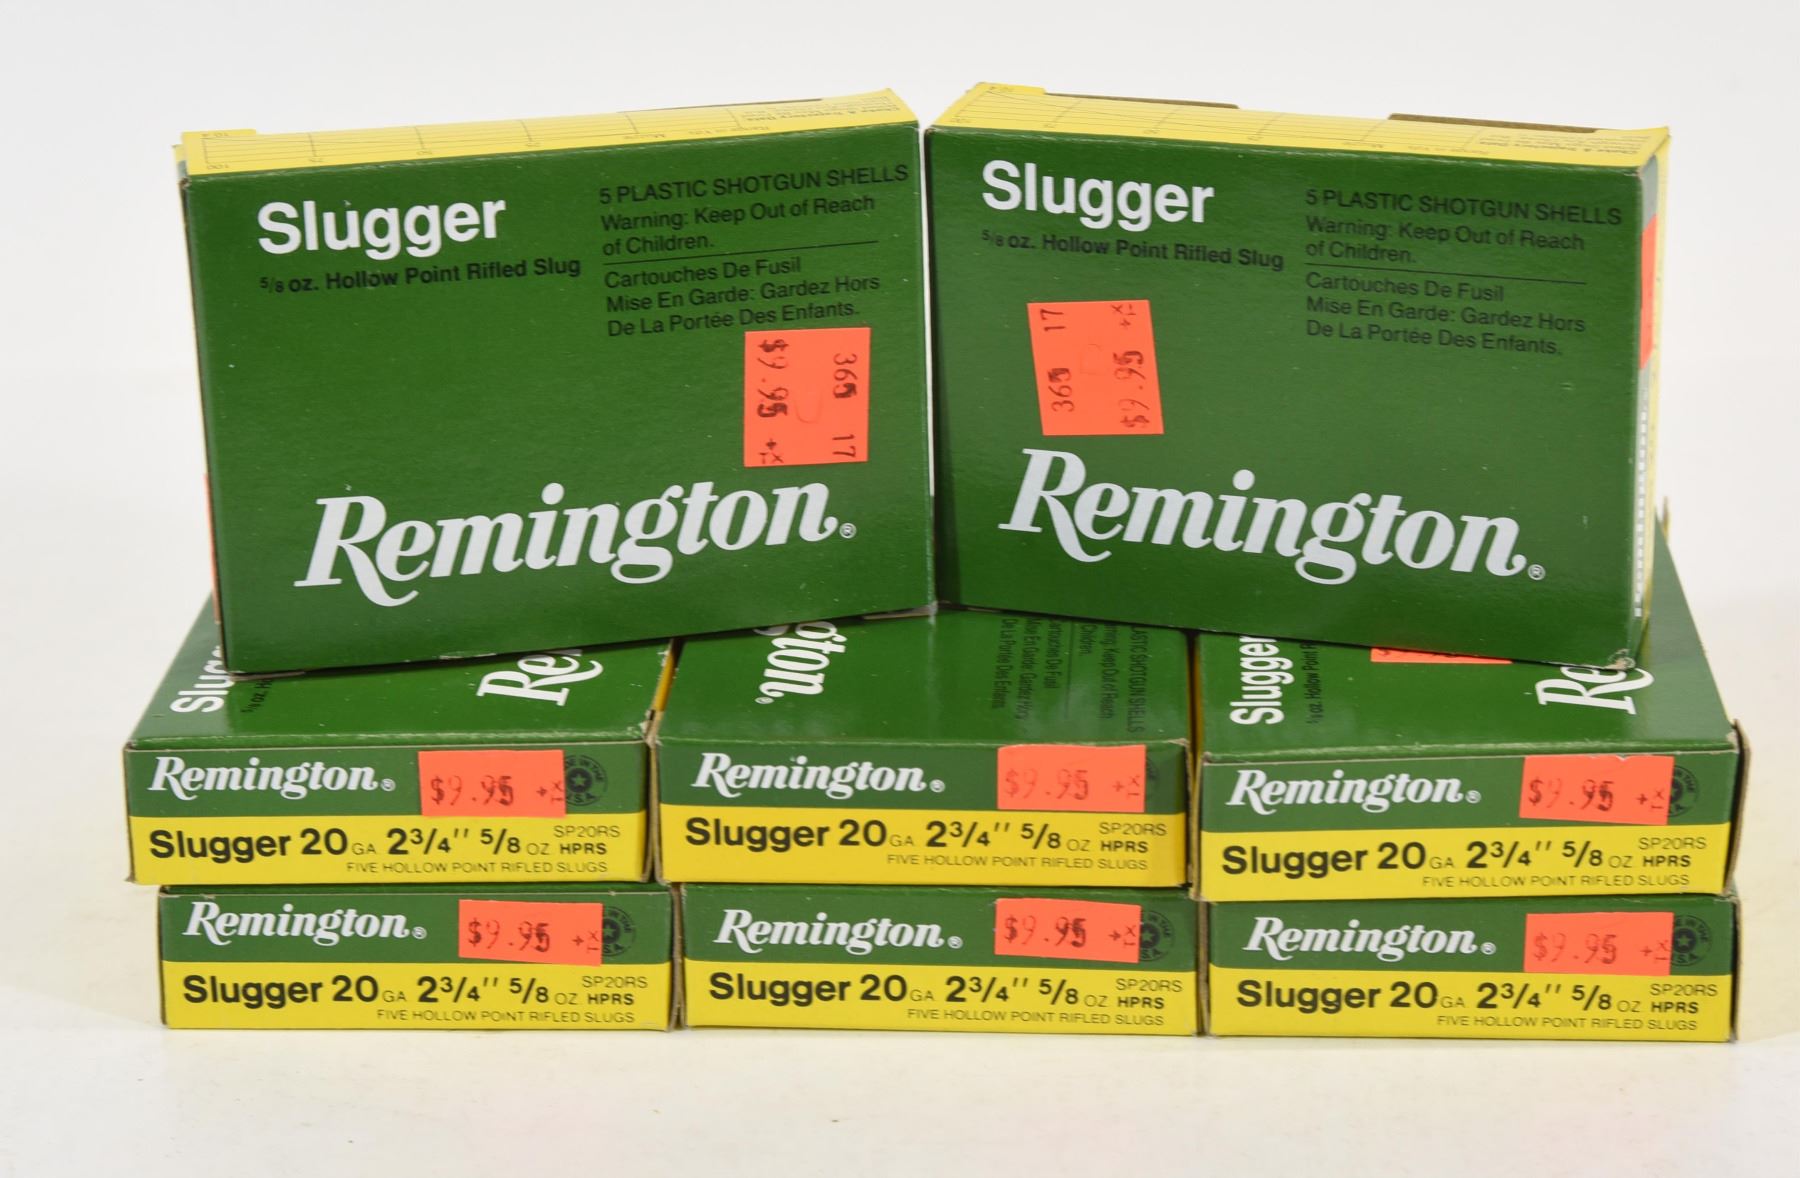 Slugger
5/8 oz. Hollow Point Rifled Slug
5 PLASTIC SHOTGUN SHELLS
Warning: Keep Out of Reach
of Children.
Cartouches De Fusil
Mise En Garde: Gardez Hors
De La Portée Des Enfants.
365 17
$9.95 +
Remington®
Slugger
5/8 oz. Hollow Point Rifled Slug
5 PLASTIC SHOTGUN SHELLS
Warning: Keep Out of Reach
of Children.
Cartouches De Fusil
Mise En Garde: Gardez Hors
De La Portée Des Enfants.
365 17
$9.95 +
Remington®
Remington® $9.95 +
Slugger 20 GA 2 3/4" 5/8 OZ SP20RS HPRS
FIVE HOLLOW POINT RIFLED SLUGS
Remington® $9.95 +
Slugger 20 GA 2 3/4" 5/8 OZ SP20RS HPRS
FIVE HOLLOW POINT RIFLED SLUGS
Slugger
Remington® $9.95 +
Slugger 20 GA 2 3/4" 5/8 OZ SP20RS HPRS
FIVE HOLLOW POINT RIFLED SLUGS
Remington® $9.95 +
Slugger 20 GA 2 3/4" 5/8 OZ SP20RS HPRS
FIVE HOLLOW POINT RIFLED SLUGS
Remington® $9.95 +
Slugger 20 GA 2 3/4" 5/8 OZ SP20RS HPRS
FIVE HOLLOW POINT RIFLED SLUGS
Remington® $9.95 +
Slugger 20 GA 2 3/4" 5/8 OZ SP20RS HPRS
FIVE HOLLOW POINT RIFLED SLUGS